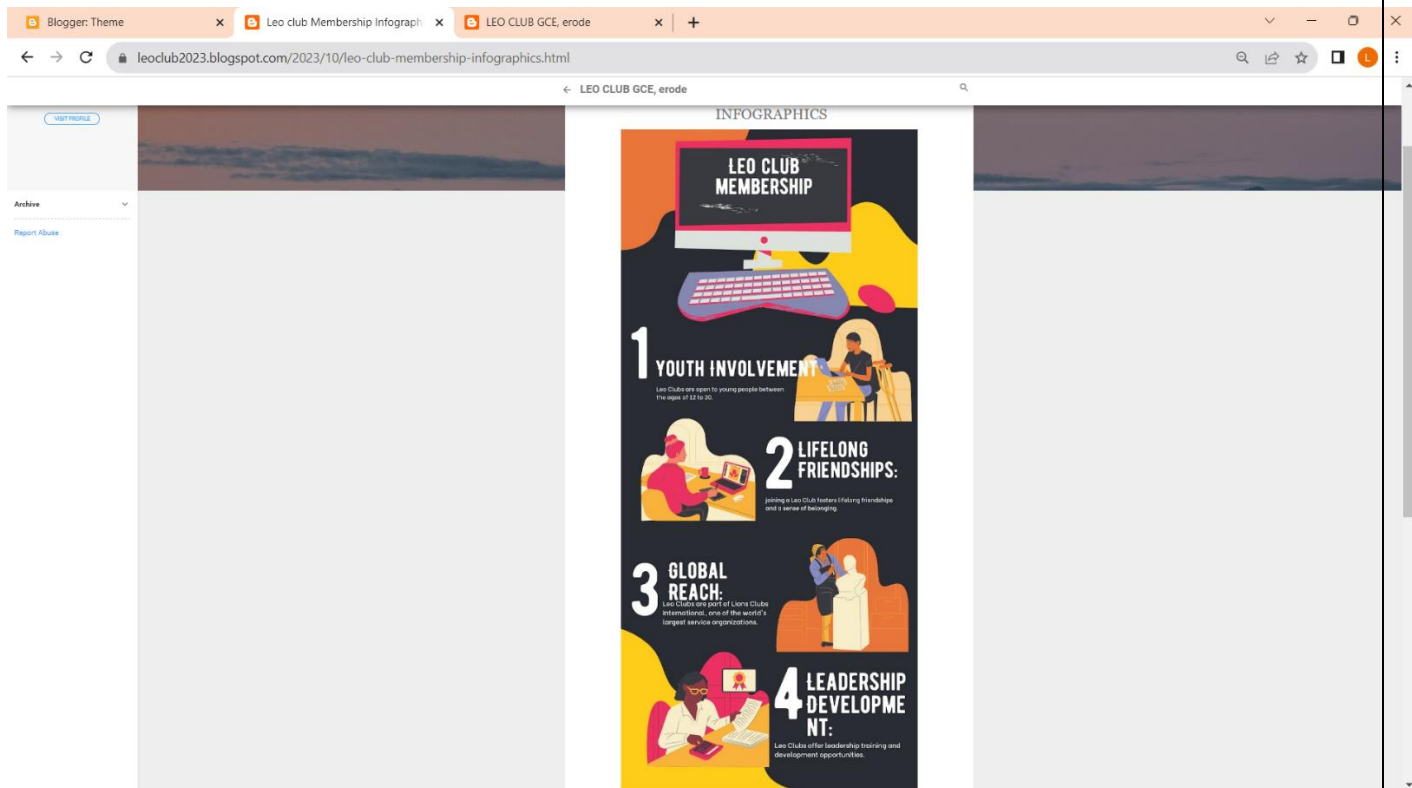 Blogger: Theme
Leo club Membership Infograph
LEO CLUB GCE, erode
leoclub2023.blogspot.com/2023/10/leo-club-membership-infographics.html
L
LEO CLUB GCE, erode
VISIT PROFILE
Archive
Report Abuse
INFOGRAPHICS
LEO CLUB
MEMBERSHIP
1
YOUTH INVOLVEMENT
Leo Clubs are open to young people between
the ages of 12 to 30.
2
LIFELONG
FRIENDSHIPS:
joining a Leo Club fosters lifelong friendships
and a sense of belonging.
3
GLOBAL
REACH:
Leo Clubs are part of Lions Clubs
International, one of the world's
largest service organizations.
4
LEADERSHIP
DEVELOPME
NT:
Leo Clubs offer leadership training and
development opportunities.